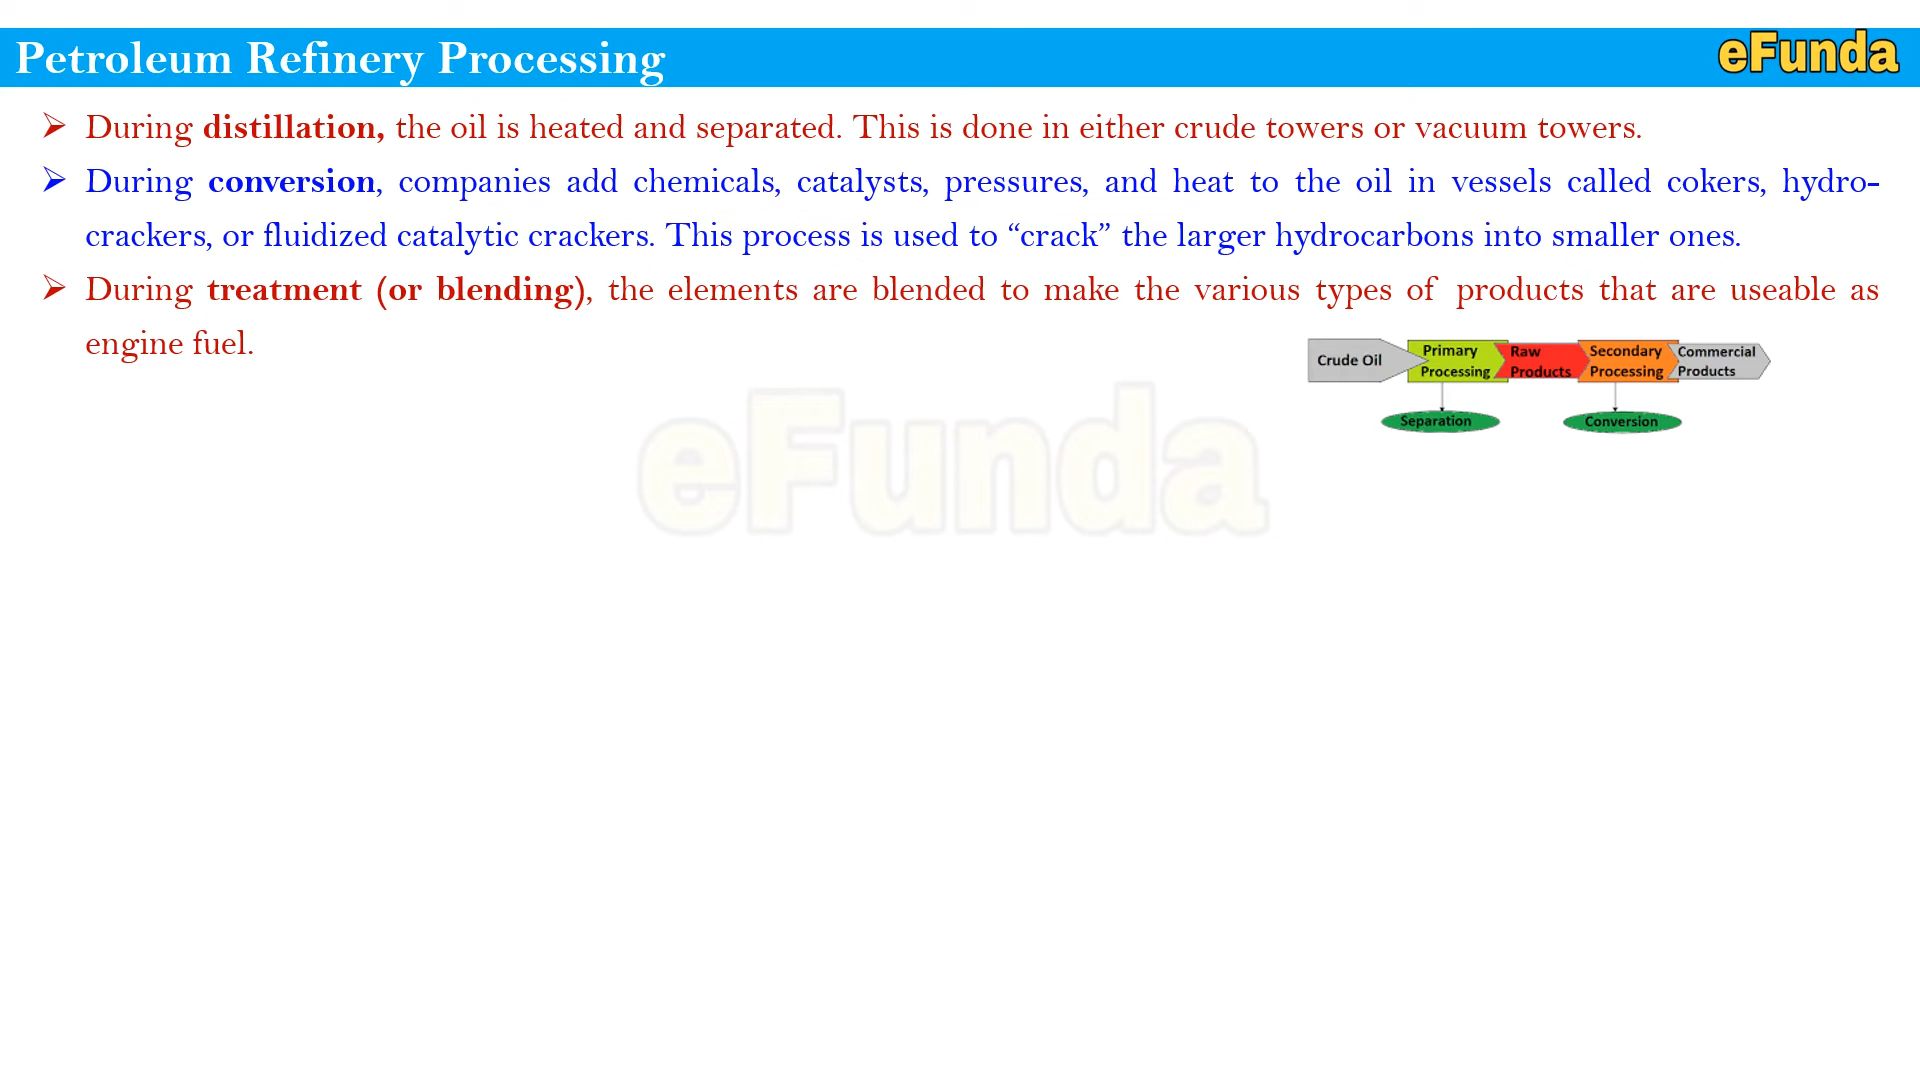 Petroleum Refinery Processing
eFunda
➢ During distillation, the oil is heated and separated. This is done in either crude towers or vacuum towers.
➢ During conversion, companies add chemicals, catalysts, pressures, and heat to the oil in vessels called cokers, hydro-
crackers, or fluidized catalytic crackers. This process is used to “crack” the larger hydrocarbons into smaller ones.
➢ During treatment (or blending), the elements are blended to make the various types of products that are useable as
engine fuel.
Crude Oil
Primary
Processing
Raw
Products
Secondary
Processing
Commercial
Products
Separation
Conversion
eFunda